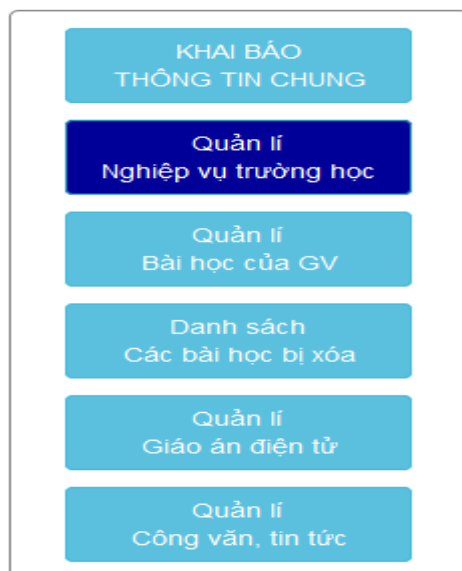 KHAI BÁO
THÔNG TIN CHUNG
Quản lí
Nghiệp vụ trường học
Quản lí
Bài học của GV
Danh sách
Các bài học bị xóa
Quản lí
Giáo án điện tử
Quản lí
Công văn, tin tức